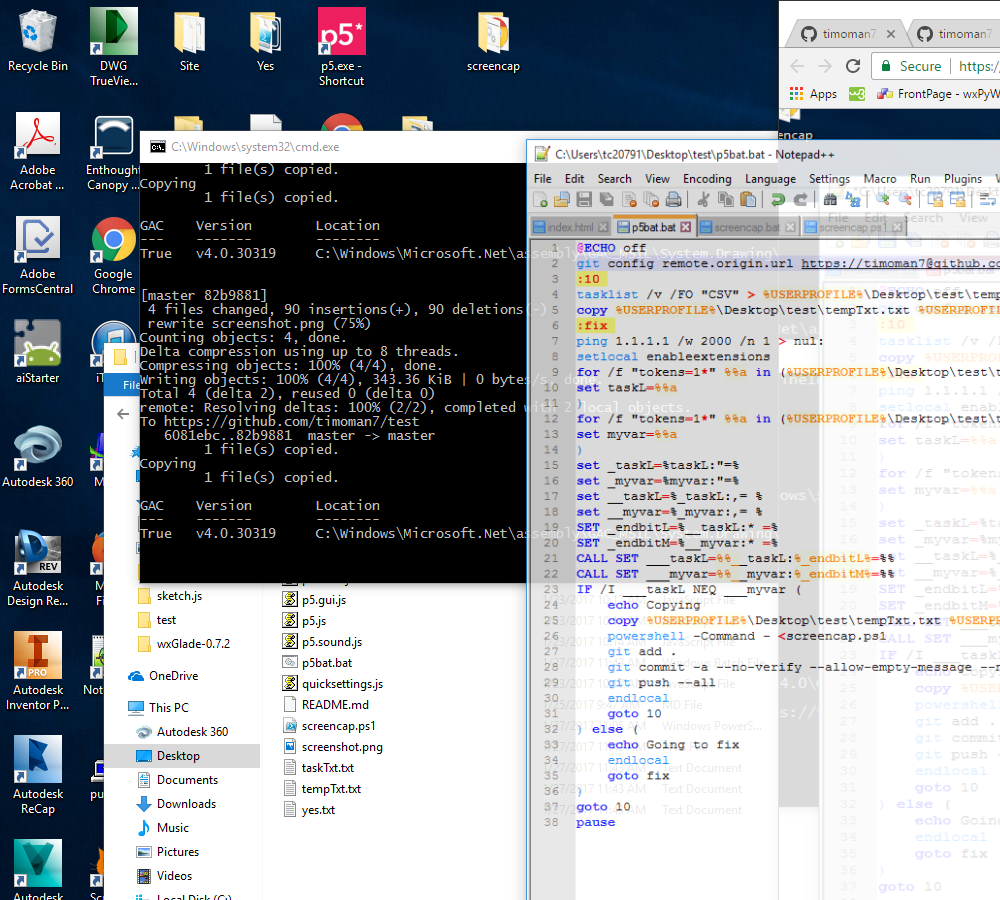 Recycle Bin
DWG
TrueVie...
Site
Yes
p5*
p5.exe -
Shortcut
screencap
Adobe
Acrobat ...
Enthought
Canopy ...
Adobe
FormsCentral
Google
Chrome
aiStarter
Autodesk 360
REV
Autodesk
Design Re...
PRO
Autodesk
Inventor P...
Autodesk
ReCap
Autodesk
C:\Windows\system32\cmd.exe
1 file(s) copied.
Copying
1 file(s) copied.
GAC Version Location
--- ------- --------
True v4.0.30319 C:\Windows\Microsoft.Net\assembly\GAC_MSIL\System.Drawing
[master 82b9881]
4 files changed, 90 insertions(+), 90 deletions(-)
rewrite screenshot.png (75%)
Counting objects: 4, done.
Delta compression using up to 8 threads.
Compressing objects: 100% (4/4), done.
Writing objects: 100% (4/4), 343.36 KiB | 0 bytes/s, done.
Total 4 (delta 2), reused 0 (delta 0)
remote: Resolving deltas: 100% (2/2), completed with 2 local objects.
To https://github.com/timoman7/test
6081ebc..82b9881 master -> master
1 file(s) copied.
Copying
1 file(s) copied.
GAC Version Location
--- ------- --------
True v4.0.30319 C:\Windows\Microsoft.Net\assembly\GAC_MSIL\System.Drawing
File
sketch.js
test
wxGlade-0.7.2
OneDrive
This PC
Autodesk 360
Desktop
Documents
Downloads
Music
Pictures
Videos
Local Disk (C:)
p5.gui.js
p5.js
p5.sound.js
p5bat.bat
quicksettings.js
README.md
screencap.ps1
screenshot.png
taskTxt.txt
tempTxt.txt
yes.txt
timoman7
timoman7
Secure
https:/
Apps
FrontPage - wxPyW
C:\Users\tc20791\Desktop\test\p5bat.bat - Notepad++
File Edit Search View Encoding Language Settings Macro Run Plugins
index.html p5bat.bat screencap.bat screencap.ps1
1 @ECHO off
2 git config remote.origin.url https://timoman7@github.co
3 :10
4 tasklist /v /FO "CSV" > %USERPROFILE%\Desktop\test\temp
5 copy %USERPROFILE%\Desktop\test\tempTxt.txt %USERPROFIL
6 :fix
7 ping 1.1.1.1 /w 2000 /n 1 > nul:
8 setlocal enableextensions
9 for /f "tokens=1*" %%a in (%USERPROFILE%\Desktop\test\t
10 set taskL=%%a
11 )
12 for /f "tokens=1*" %%a in (%USERPROFILE%\Desktop\test\t
13 set myvar=%%a
14 )
15 set _taskL=%taskL:"=%
16 set _myvar=%myvar:"=%
17 set __taskL=%_taskL:,= %
18 set __myvar=%_myvar:,= %
19 SET _endbitL=%__taskL:* =%
20 SET _endbitM=%__myvar:* =%
21 CALL SET ___taskL=%%__taskL:%_endbitL%=%%
22 CALL SET ___myvar=%%__myvar:%_endbitM%=%%
23 IF /I ___taskL NEQ ___myvar (
24 echo Copying
25 copy %USERPROFILE%\Desktop\test\tempTxt.txt %USERPR
26 powershell -Command - <screencap.ps1
27 git add .
28 git commit -a --no-verify --allow-empty-message --n
29 git push --all
30 endlocal
31 goto 10
32 ) else (
33 echo Going to fix
34 endlocal
35 goto fix
36 )
37 goto 10
38 pause